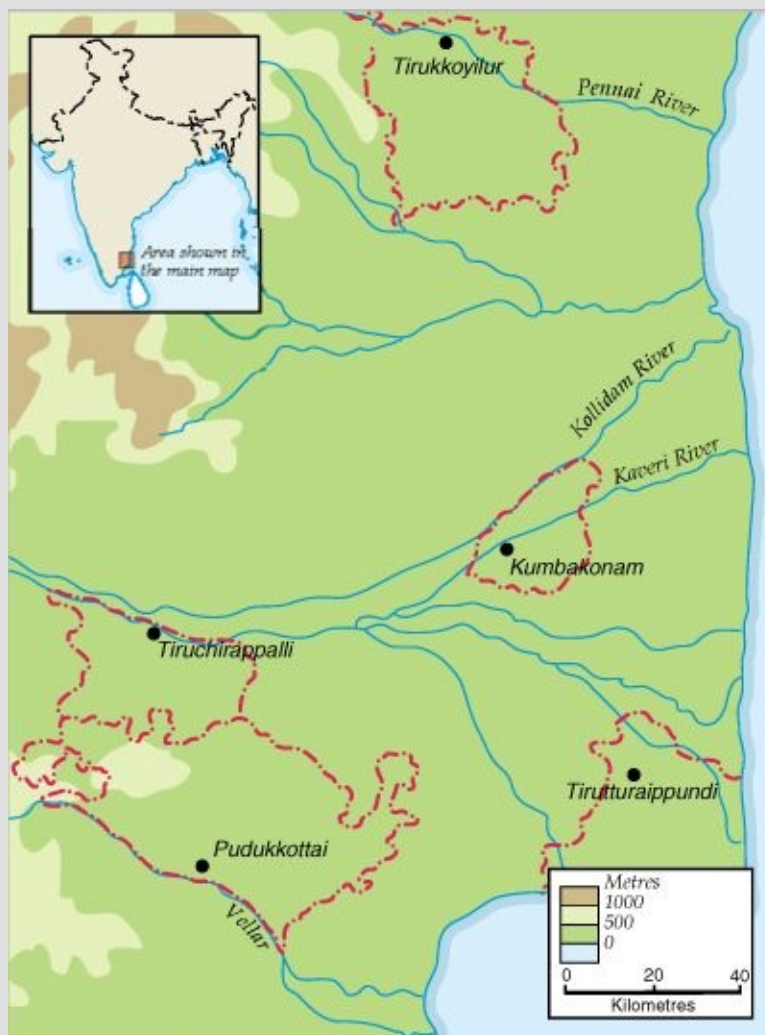 Tirukkoyilur
Pennai River
Area shown in
the main map
Kollidam River
Kaveri River
Kumbakonam
Tiruchirappalli
Tirutturaippundi
Pudukkottai
Vellar
Metres
1000
500
0
0 20 40
Kilometres